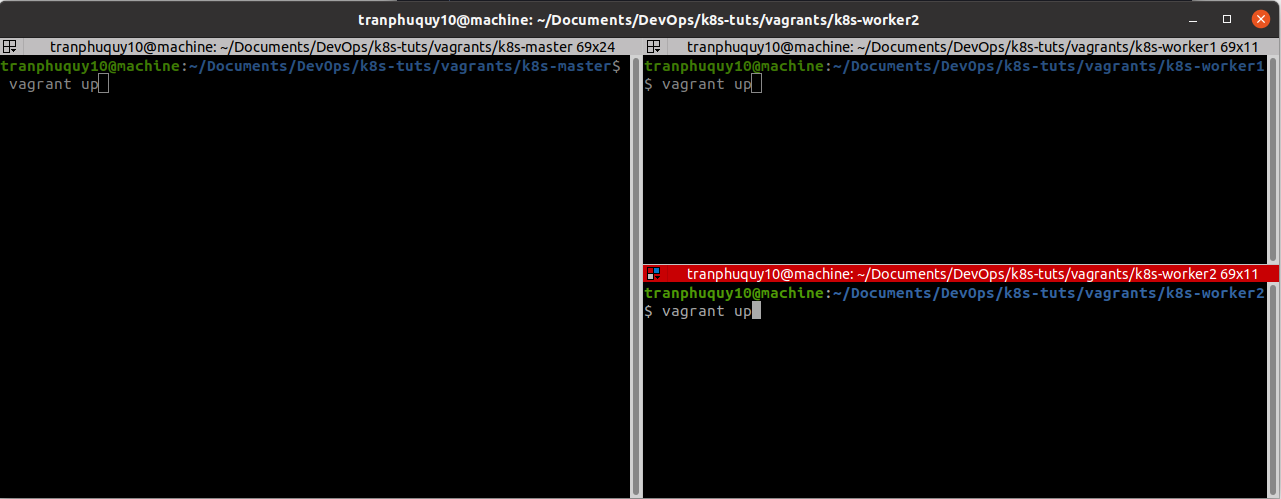 tranphuquy10@machine: ~/Documents/DevOps/k8s-tuts/vagrants/k8s-worker2
tranphuquy10@machine: ~/Documents/DevOps/k8s-tuts/vagrants/k8s-master 69x24
tranphuquy10@machine:~/Documents/DevOps/k8s-tuts/vagrants/k8s-master$
vagrant up
tranphuquy10@machine: ~/Documents/DevOps/k8s-tuts/vagrants/k8s-worker1 69x11
tranphuquy10@machine:~/Documents/DevOps/k8s-tuts/vagrants/k8s-worker1
$ vagrant up
tranphuquy10@machine: ~/Documents/DevOps/k8s-tuts/vagrants/k8s-worker2 69x11
tranphuquy10@machine:~/Documents/DevOps/k8s-tuts/vagrants/k8s-worker2
$ vagrant up